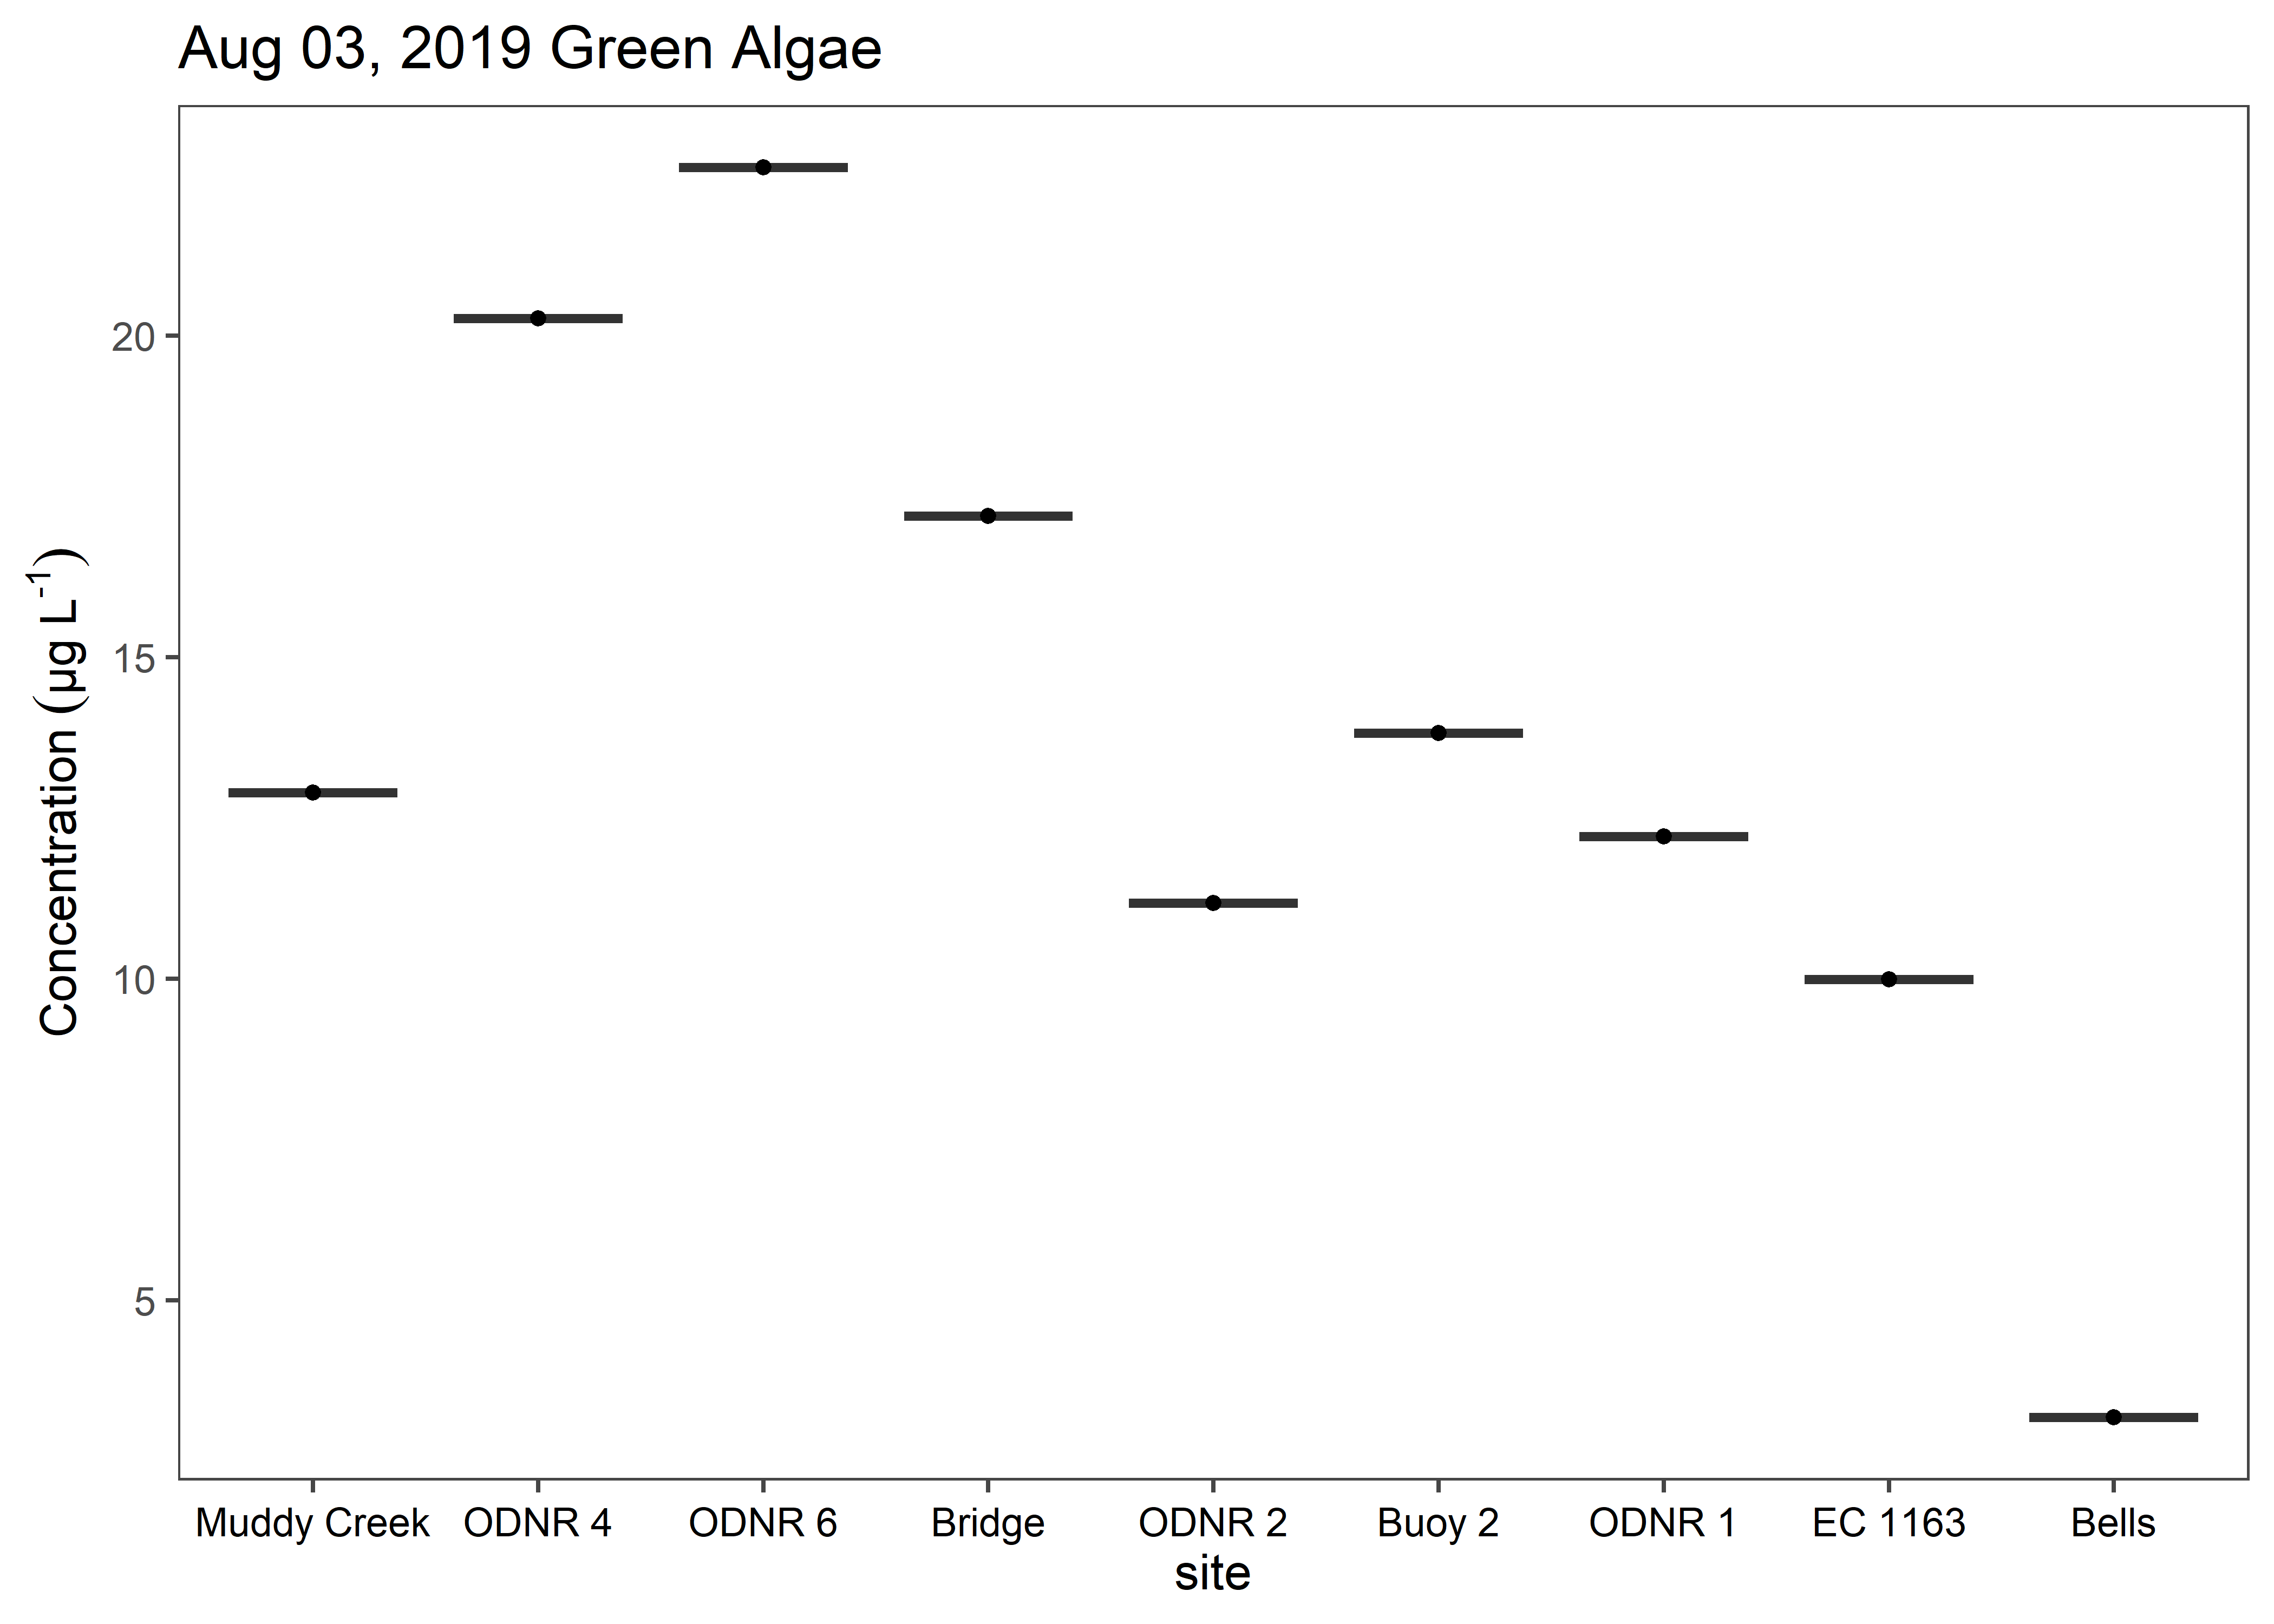 Aug 03, 2019 Green Algae
Concentration (µg L⁻¹)
20
15
10
5
Muddy Creek ODNR 4 ODNR 6 Bridge ODNR 2 Buoy 2 ODNR 1 EC 1163 Bells
site